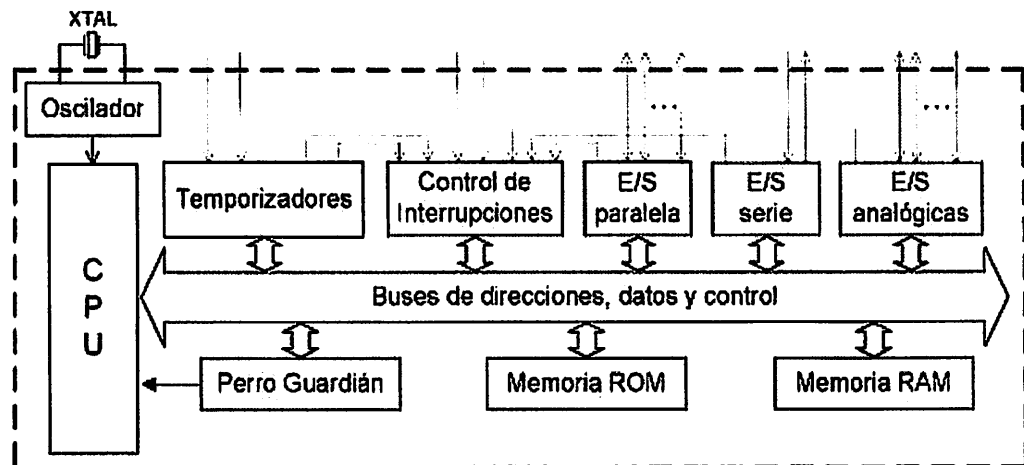 XTAL
Oscilador
Temporizadores
Control de
Interrupciones
E/S
paralela
E/S
serie
E/S
analógicas
C
P
U
Buses de direcciones, datos y control
Perro Guardián
Memoria ROM
Memoria RAM